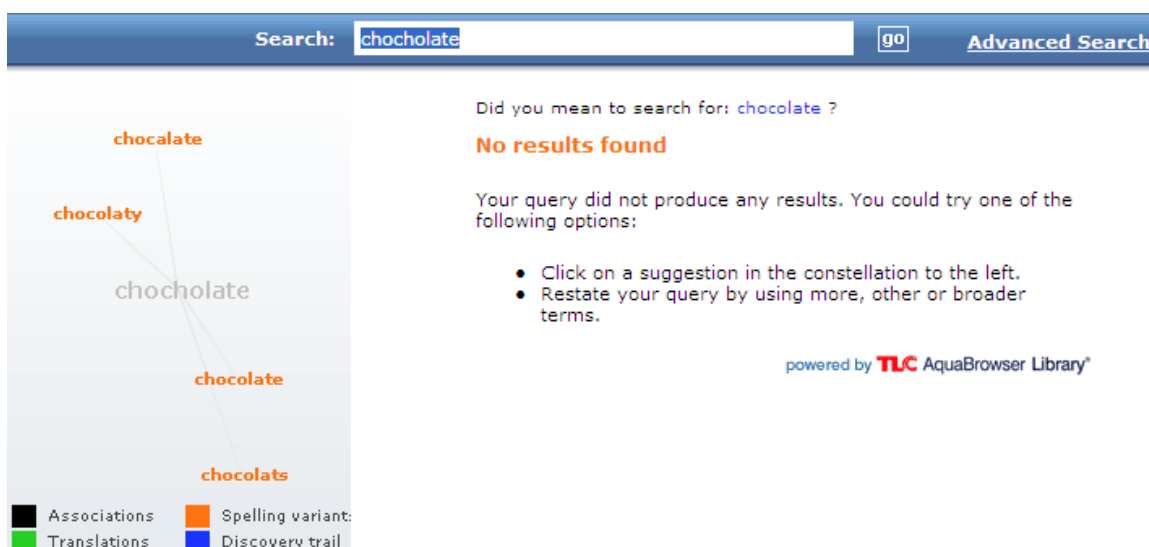 Search: chocholate go Advanced Search
Did you mean to search for: chocolate ?
No results found
Your query did not produce any results. You could try one of the
following options:
• Click on a suggestion in the constellation to the left.
• Restate your query by using more, other or broader
terms.
powered by TLC AquaBrowser Library®
chocalate
chocolaty
chocholate
chocolate
chocolats
Associations Spelling variant:
Translations Discovery trail